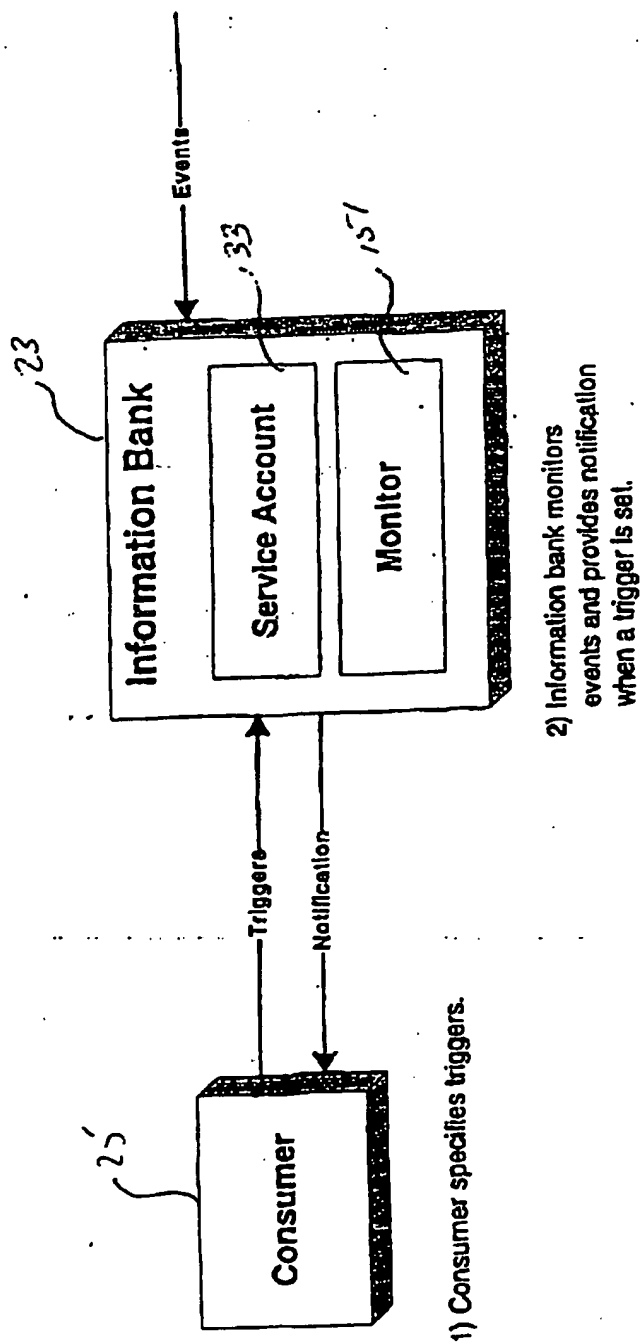 23
Information Bank
Service Account
133
Monitor
151
Events
Triggers
Notification
25
Consumer
1) Consumer specifies triggers.
2) Information bank monitors
events and provides notification
when a trigger is set.